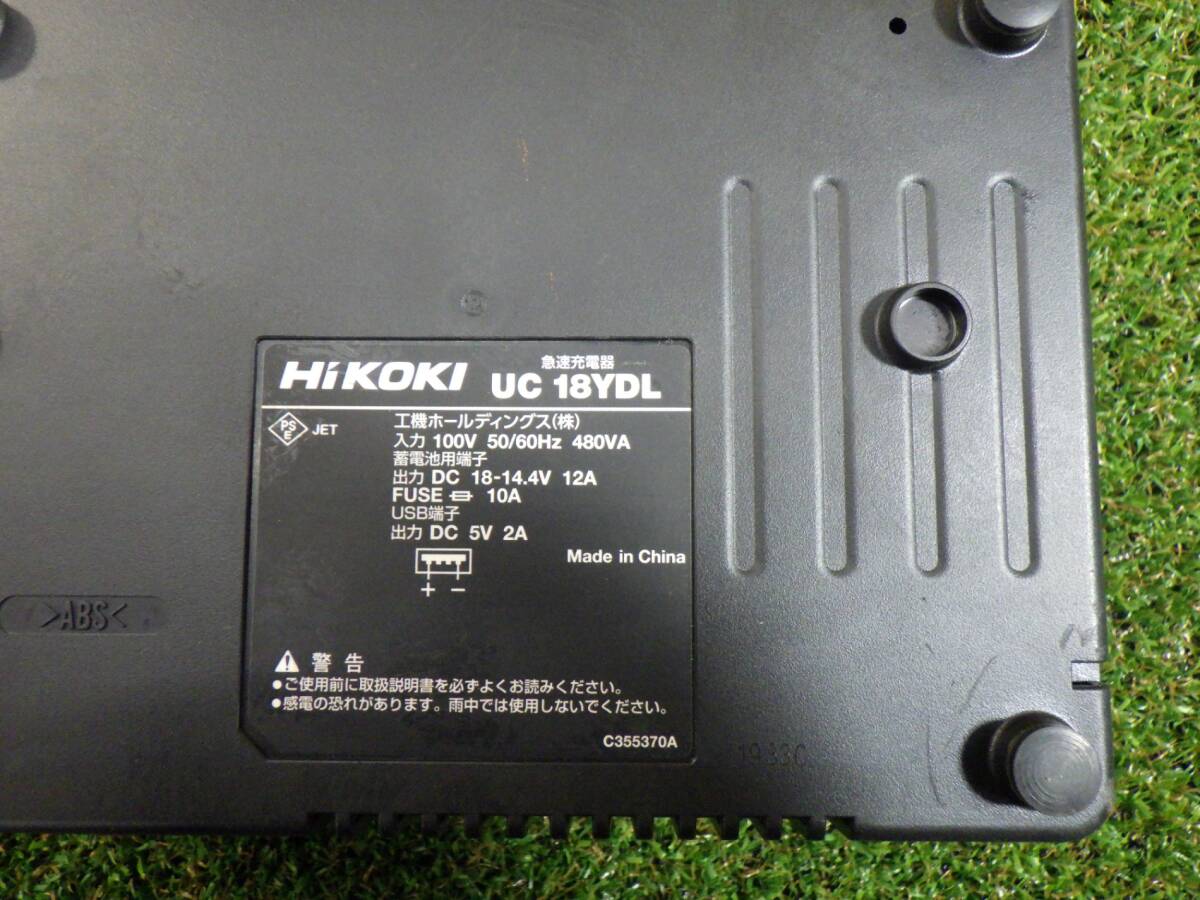 HiKOKI 急速充電器
UC 18YDL
PSE JET
工機ホールディングス(株)
入力 100V 50/60Hz 480VA
蓄電池用端子
出力 DC 18-14.4V 12A
FUSE 10A
USB端子
出力 DC 5V 2A
Made in China
+ −
>ABS<
⚠ 警告
●ご使用前に取扱説明書を必ずよくお読みください。
●感電の恐れがあります。雨中では使用しないでください。
C355370A
1933C